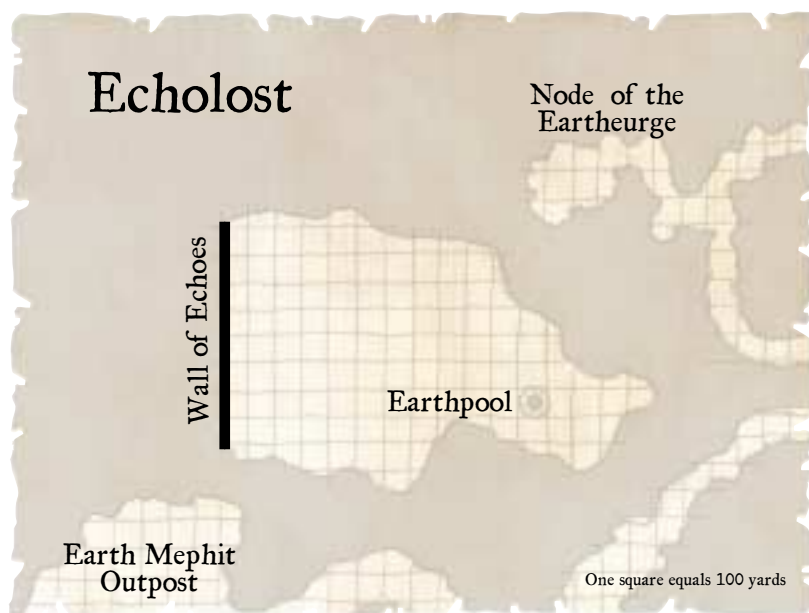 Echolost
Node of the
Eartheurge
Wall of Echoes
Earthpool
Earth Mephit
Outpost
One square equals 100 yards